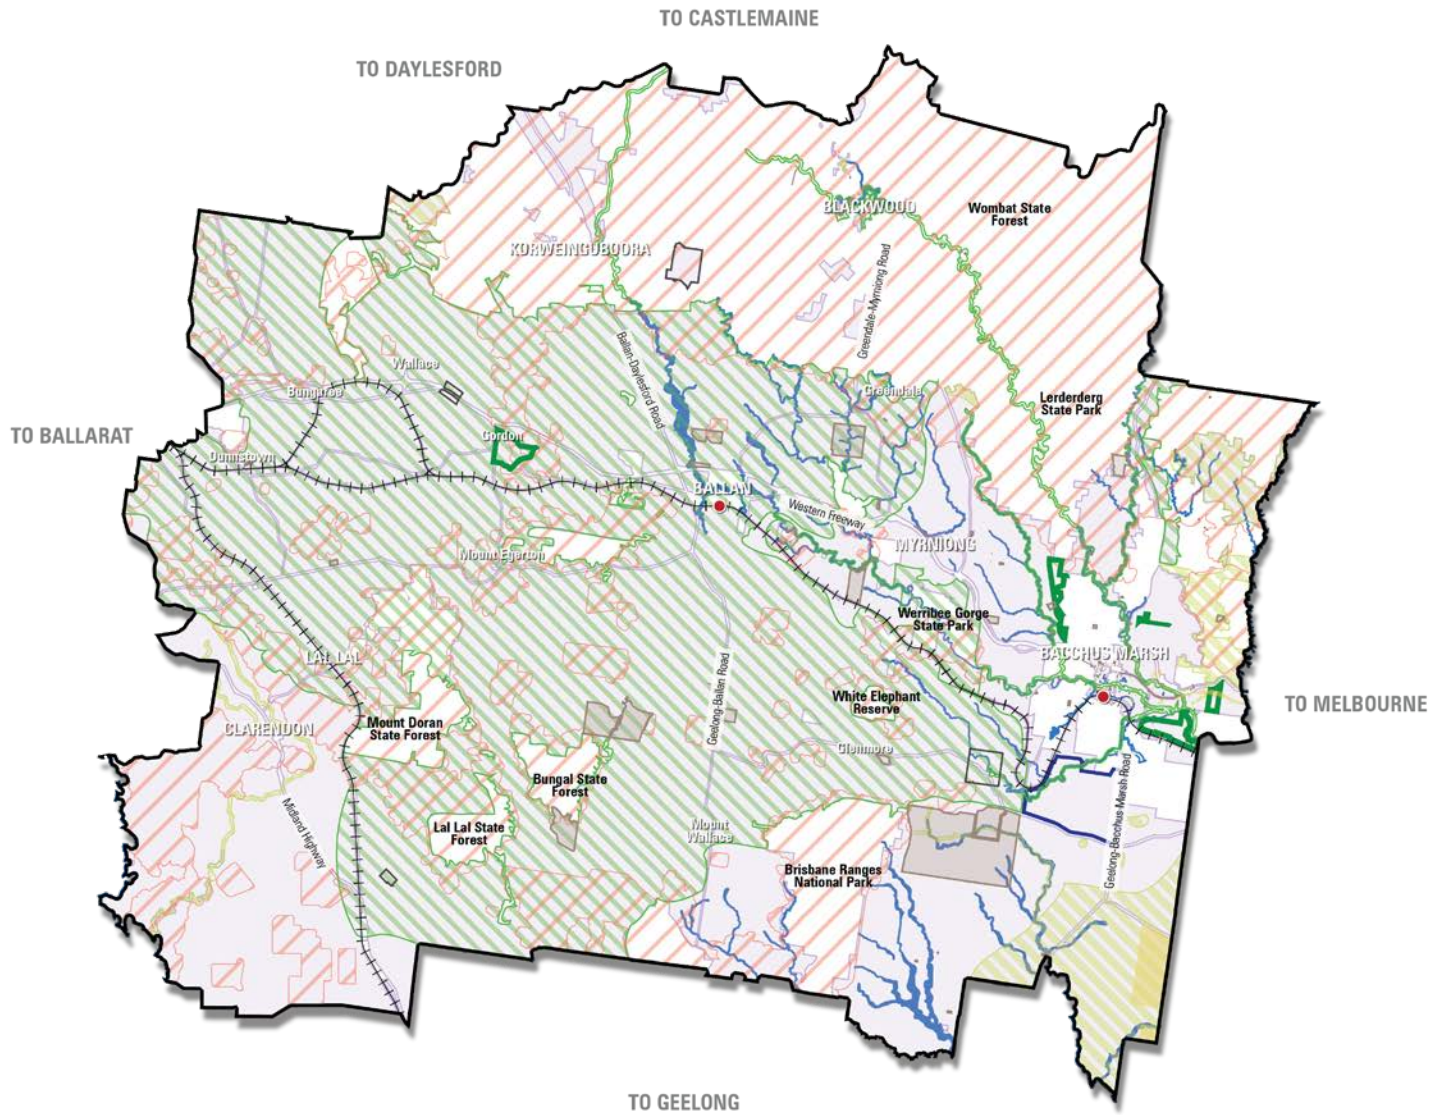 TO CASTLEMAINE
TO DAYLESFORD
BLACKWOOD
Wombat State
Forest
KORWEINGUBOORA
Greendale-Myrniong Road
Ballan-Daylesford Road
Wallace
Bungaree
Greendale
Lerderderg
State Park
TO BALLARAT
Gordon
Dunnstown
BALLAN
Western Freeway
MYRNIONG
Mount Egerton
Werribee Gorge
State Park
LAL LAL
BACCHUS MARSH
Geelong-Ballan Road
White Elephant
Reserve
TO MELBOURNE
CLARENDON
Mount Doran
State Forest
Glenmore
Bungal State
Forest
Geelong-Bacchus Marsh Road
Midland Highway
Lal Lal State
Forest
Mount
Wallace
Brisbane Ranges
National Park
TO GEELONG